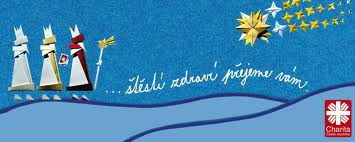 ...štěstí zdraví přejeme vám,
Charita
Česká republika